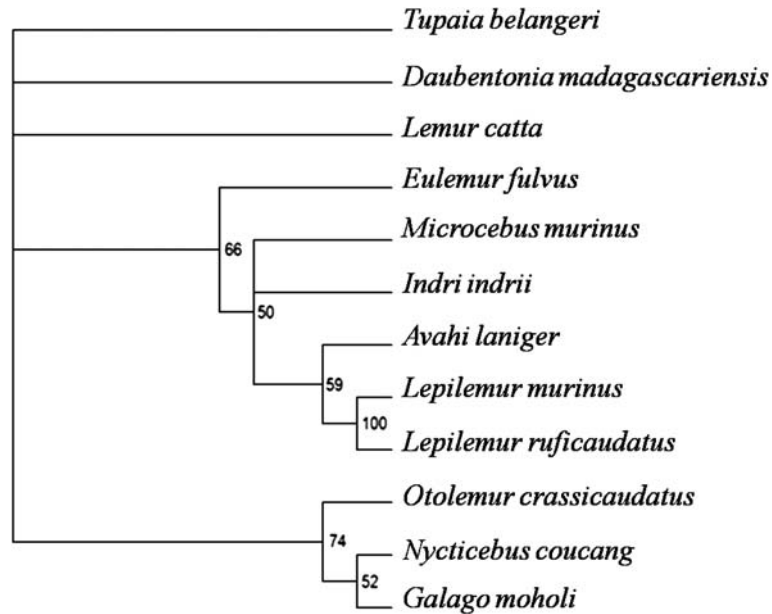 Tupaia belangeri
Daubentonia madagascariensis
Lemur catta
Eulemur fulvus
66
Microcebus murinus
Indri indrii
50
Avahi laniger
59
Lepilemur murinus
100
Lepilemur ruficaudatus
Otolemur crassicaudatus
74
Nycticebus coucang
52
Galago moholi